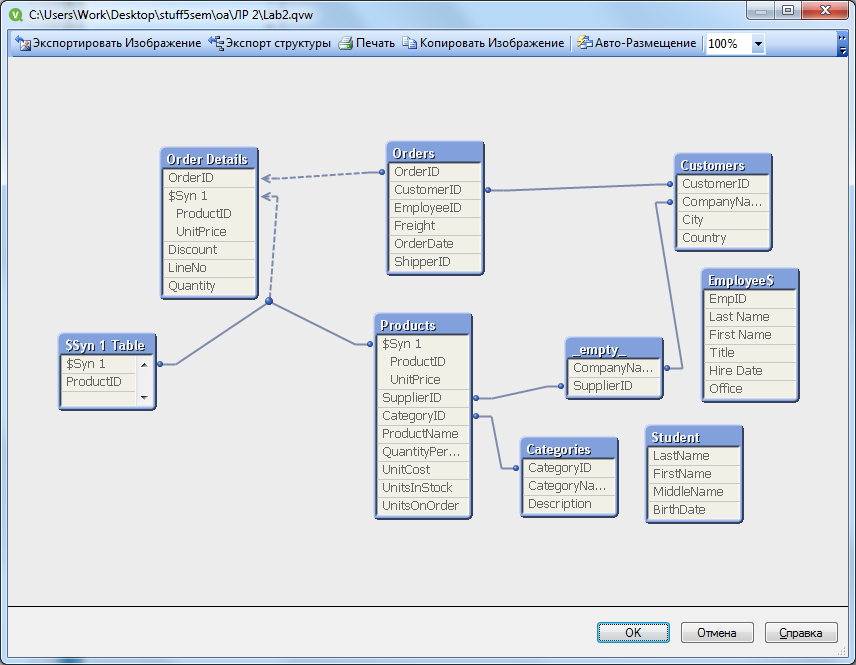 C:\Users\Work\Desktop\stuff5sem\oa\ЛР 2\Lab2.qvw
Экспортировать Изображение Экспорт структуры Печать Копировать Изображение Авто-Размещение 100%
Order Details
OrderID
$Syn 1
ProductID
UnitPrice
Discount
LineNo
Quantity
Orders
OrderID
CustomerID
EmployeeID
Freight
OrderDate
ShipperID
Customers
CustomerID
CompanyNa...
City
Country
Employee$
EmpID
Last Name
First Name
Title
Hire Date
Office
$Syn 1 Table
$Syn 1
ProductID
Products
$Syn 1
ProductID
UnitPrice
SupplierID
CategoryID
ProductName
QuantityPer...
UnitCost
UnitsInStock
UnitsOnOrder
_empty_
CompanyNa...
SupplierID
Categories
CategoryID
CategoryNa...
Description
Student
LastName
FirstName
MiddleName
BirthDate
OK Отмена Справка